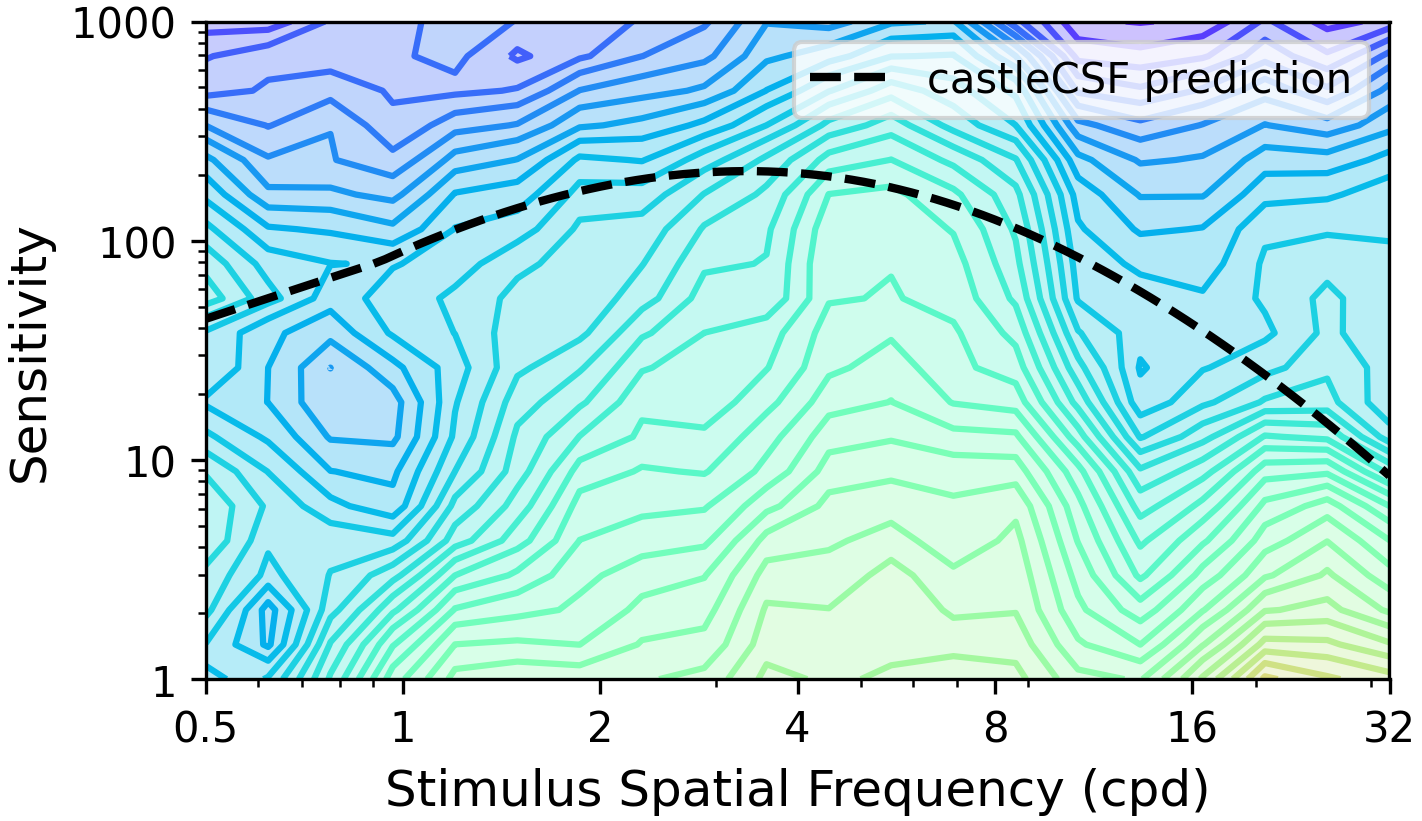 1000
100
10
1
Sensitivity
castleCSF prediction
0.5 1 2 4 8 16 32
Stimulus Spatial Frequency (cpd)